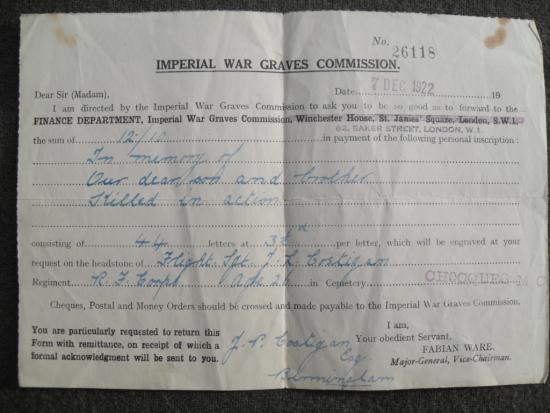 No. 26118
IMPERIAL WAR GRAVES COMMISSION.
Dear Sir (Madam),
Date 7 DEC 1922 19
I am directed by the Imperial War Graves Commission to ask you to be so good as to forward to the
FINANCE DEPARTMENT, Imperial War Graves Commission, Winchester House, St. James' Square, London, S.W.1,
82, BAKER STREET, LONDON, W.1.
the sum of 12/10 in payment of the following personal inscription:
In memory of
Our dear son and brother
Killed in action
consisting of 44 letters at 3½d per letter, which will be engraved at your
request on the headstone of Flight Sgt. J L Costigan
Regiment R. F. Corps Age 26 in Cemetery CHOCQUES M C
Cheques, Postal and Money Orders should be crossed and made payable to the Imperial War Graves Commission.
You are particularly requested to return this
Form with remittance, on receipt of which a
formal acknowledgment will be sent to you.
J. P. Costigan
Esq.
Birmingham
I am,
Your obedient Servant,
FABIAN WARE.
Major-General, Vice-Chairman.